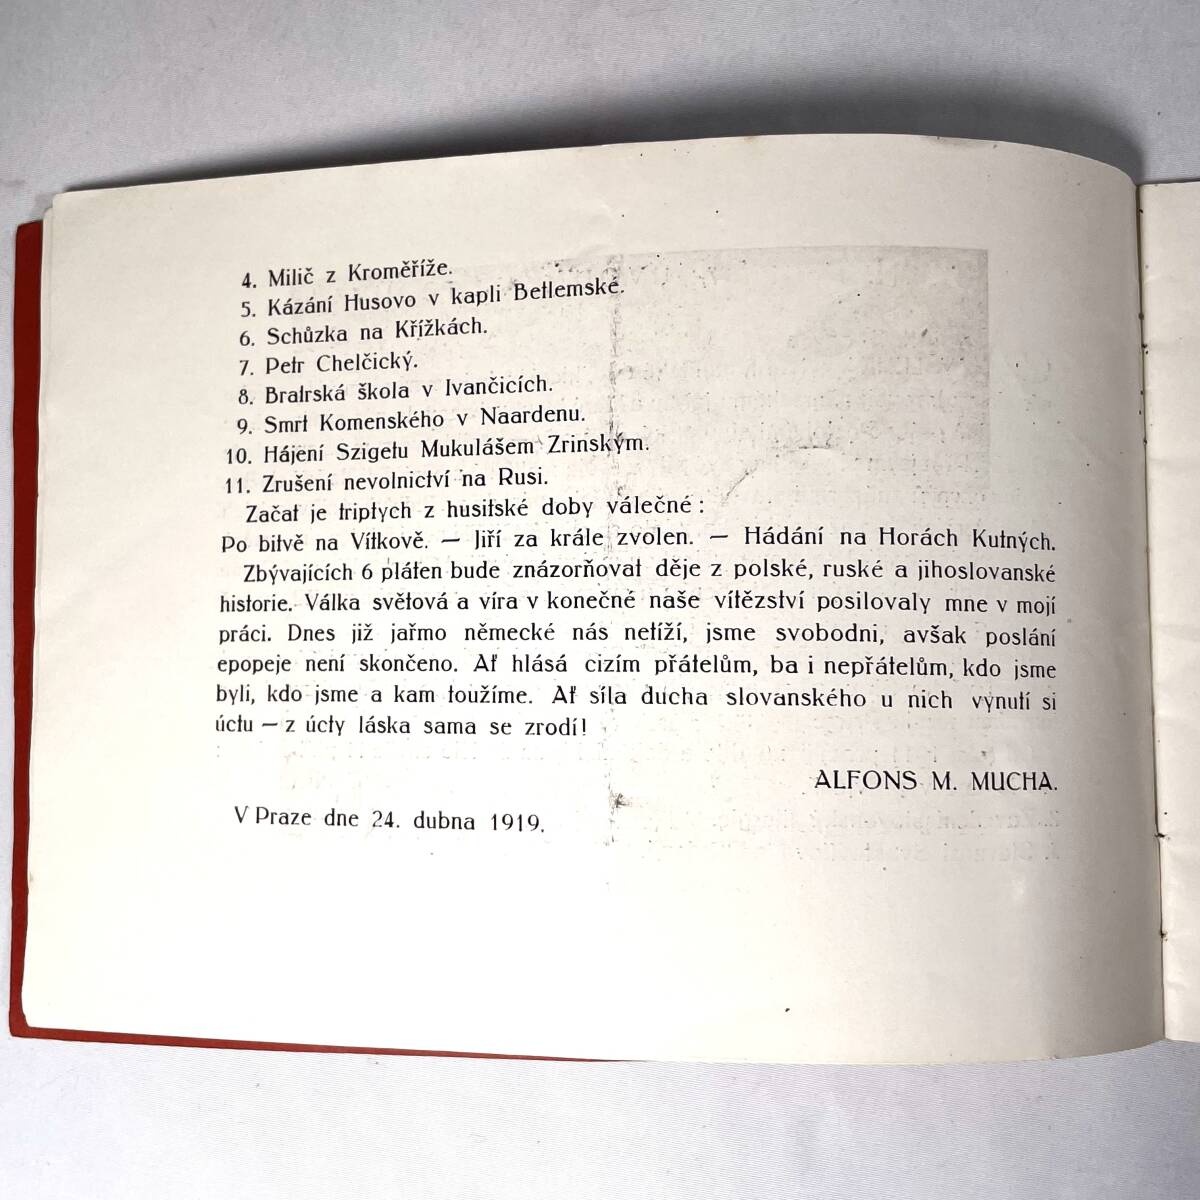 4. Milič z Kroměříže.
5. Kázání Husovo v kapli Betlemské.
6. Schůzka na Křížkách.
7. Petr Chelčický.
8. Bratrská škola v Ivančicích.
9. Smrt Komenského v Naardenu.
10. Hájení Szigetu Mukulášem Zrinským.
11. Zrušení nevolnictví na Rusi.
Začat je triptych z husitské doby válečné :
Po bitvě na Vítkově. — Jiří za krále zvolen. — Hádání na Horách Kutných.
Zbývajících 6 pláten bude znázorňovat děje z polské, ruské a jihoslovanské
historie. Válka světová a víra v konečné naše vítězství posilovaly mne v mojí
práci. Dnes již jařmo německé nás netíží, jsme svobodni, avšak poslání
epopeje není skončeno. Ať hlásá cizím přátelům, ba i nepřátelům, kdo jsme
byli, kdo jsme a kam toužíme. Ať síla ducha slovanského u nich vynutí si
úctu — z úcty láska sama se zrodí!
ALFONS M. MUCHA.
V Praze dne 24. dubna 1919.